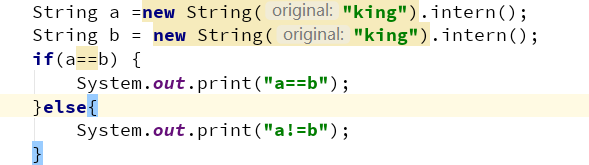 String a =new String( original: "king").intern();
String b = new String( original: "king").intern();
if(a==b) {
System.out.print("a==b");
}else{
System.out.print("a!=b");
}